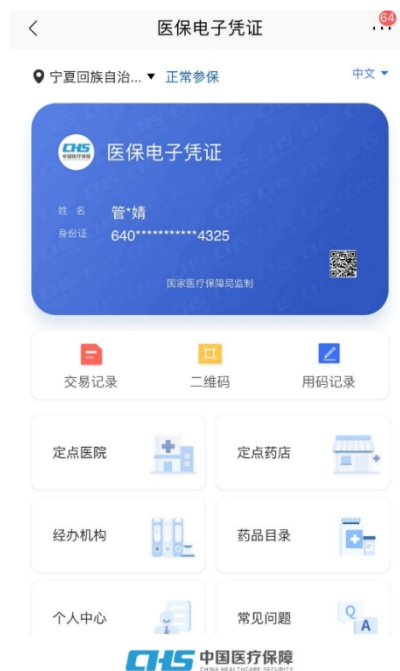 医保电子凭证
64
宁夏回族自治... 正常参保
中文
CHS
中国医疗保障
医保电子凭证
姓 名 管*婧
身份证 640***********4325
国家医疗保障局监制
交易记录 二维码 用码记录
定点医院 定点药店
经办机构 药品目录
个人中心 常见问题
Q A
CHS 中国医疗保障
CHINA HEALTHCARE SECURITY